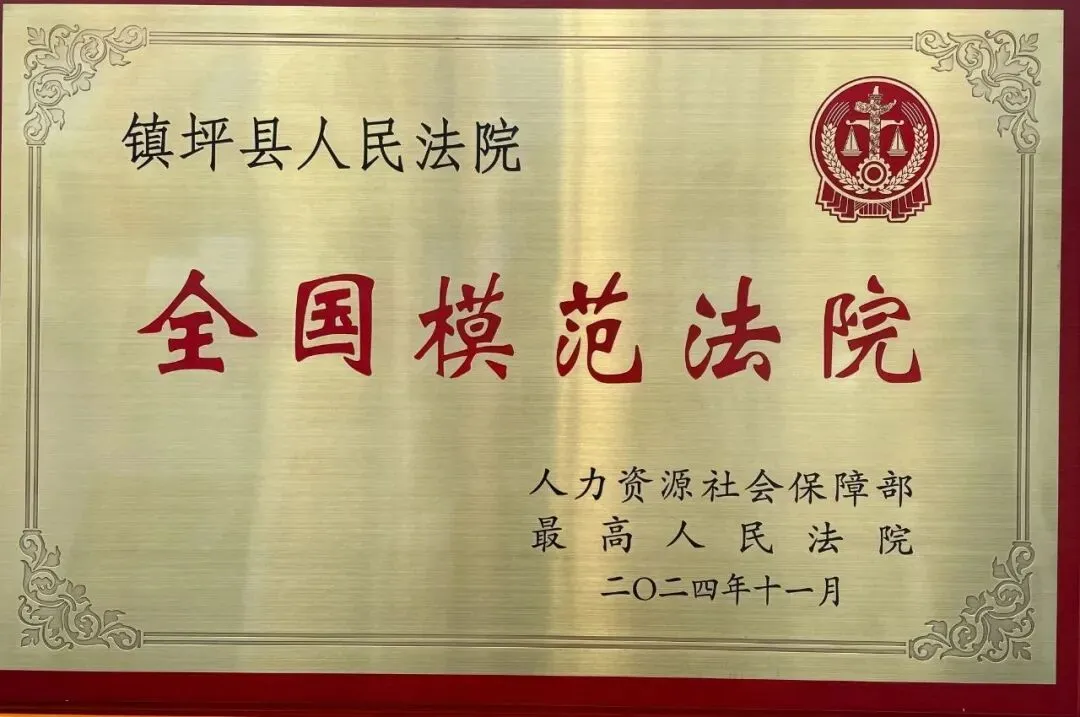 镇坪县人民法院
全国模范法院
人力资源社会保障部
最高人民法院
二〇二四年十一月